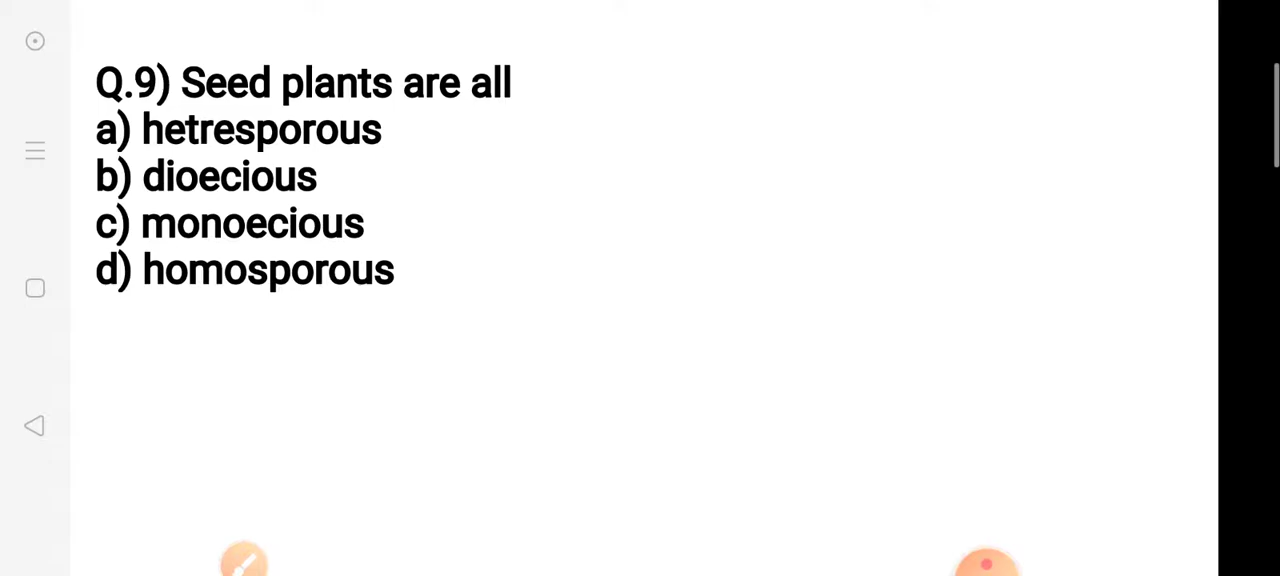 Q.9) Seed plants are all
a) hetresporous
b) dioecious
c) monoecious
d) homosporous